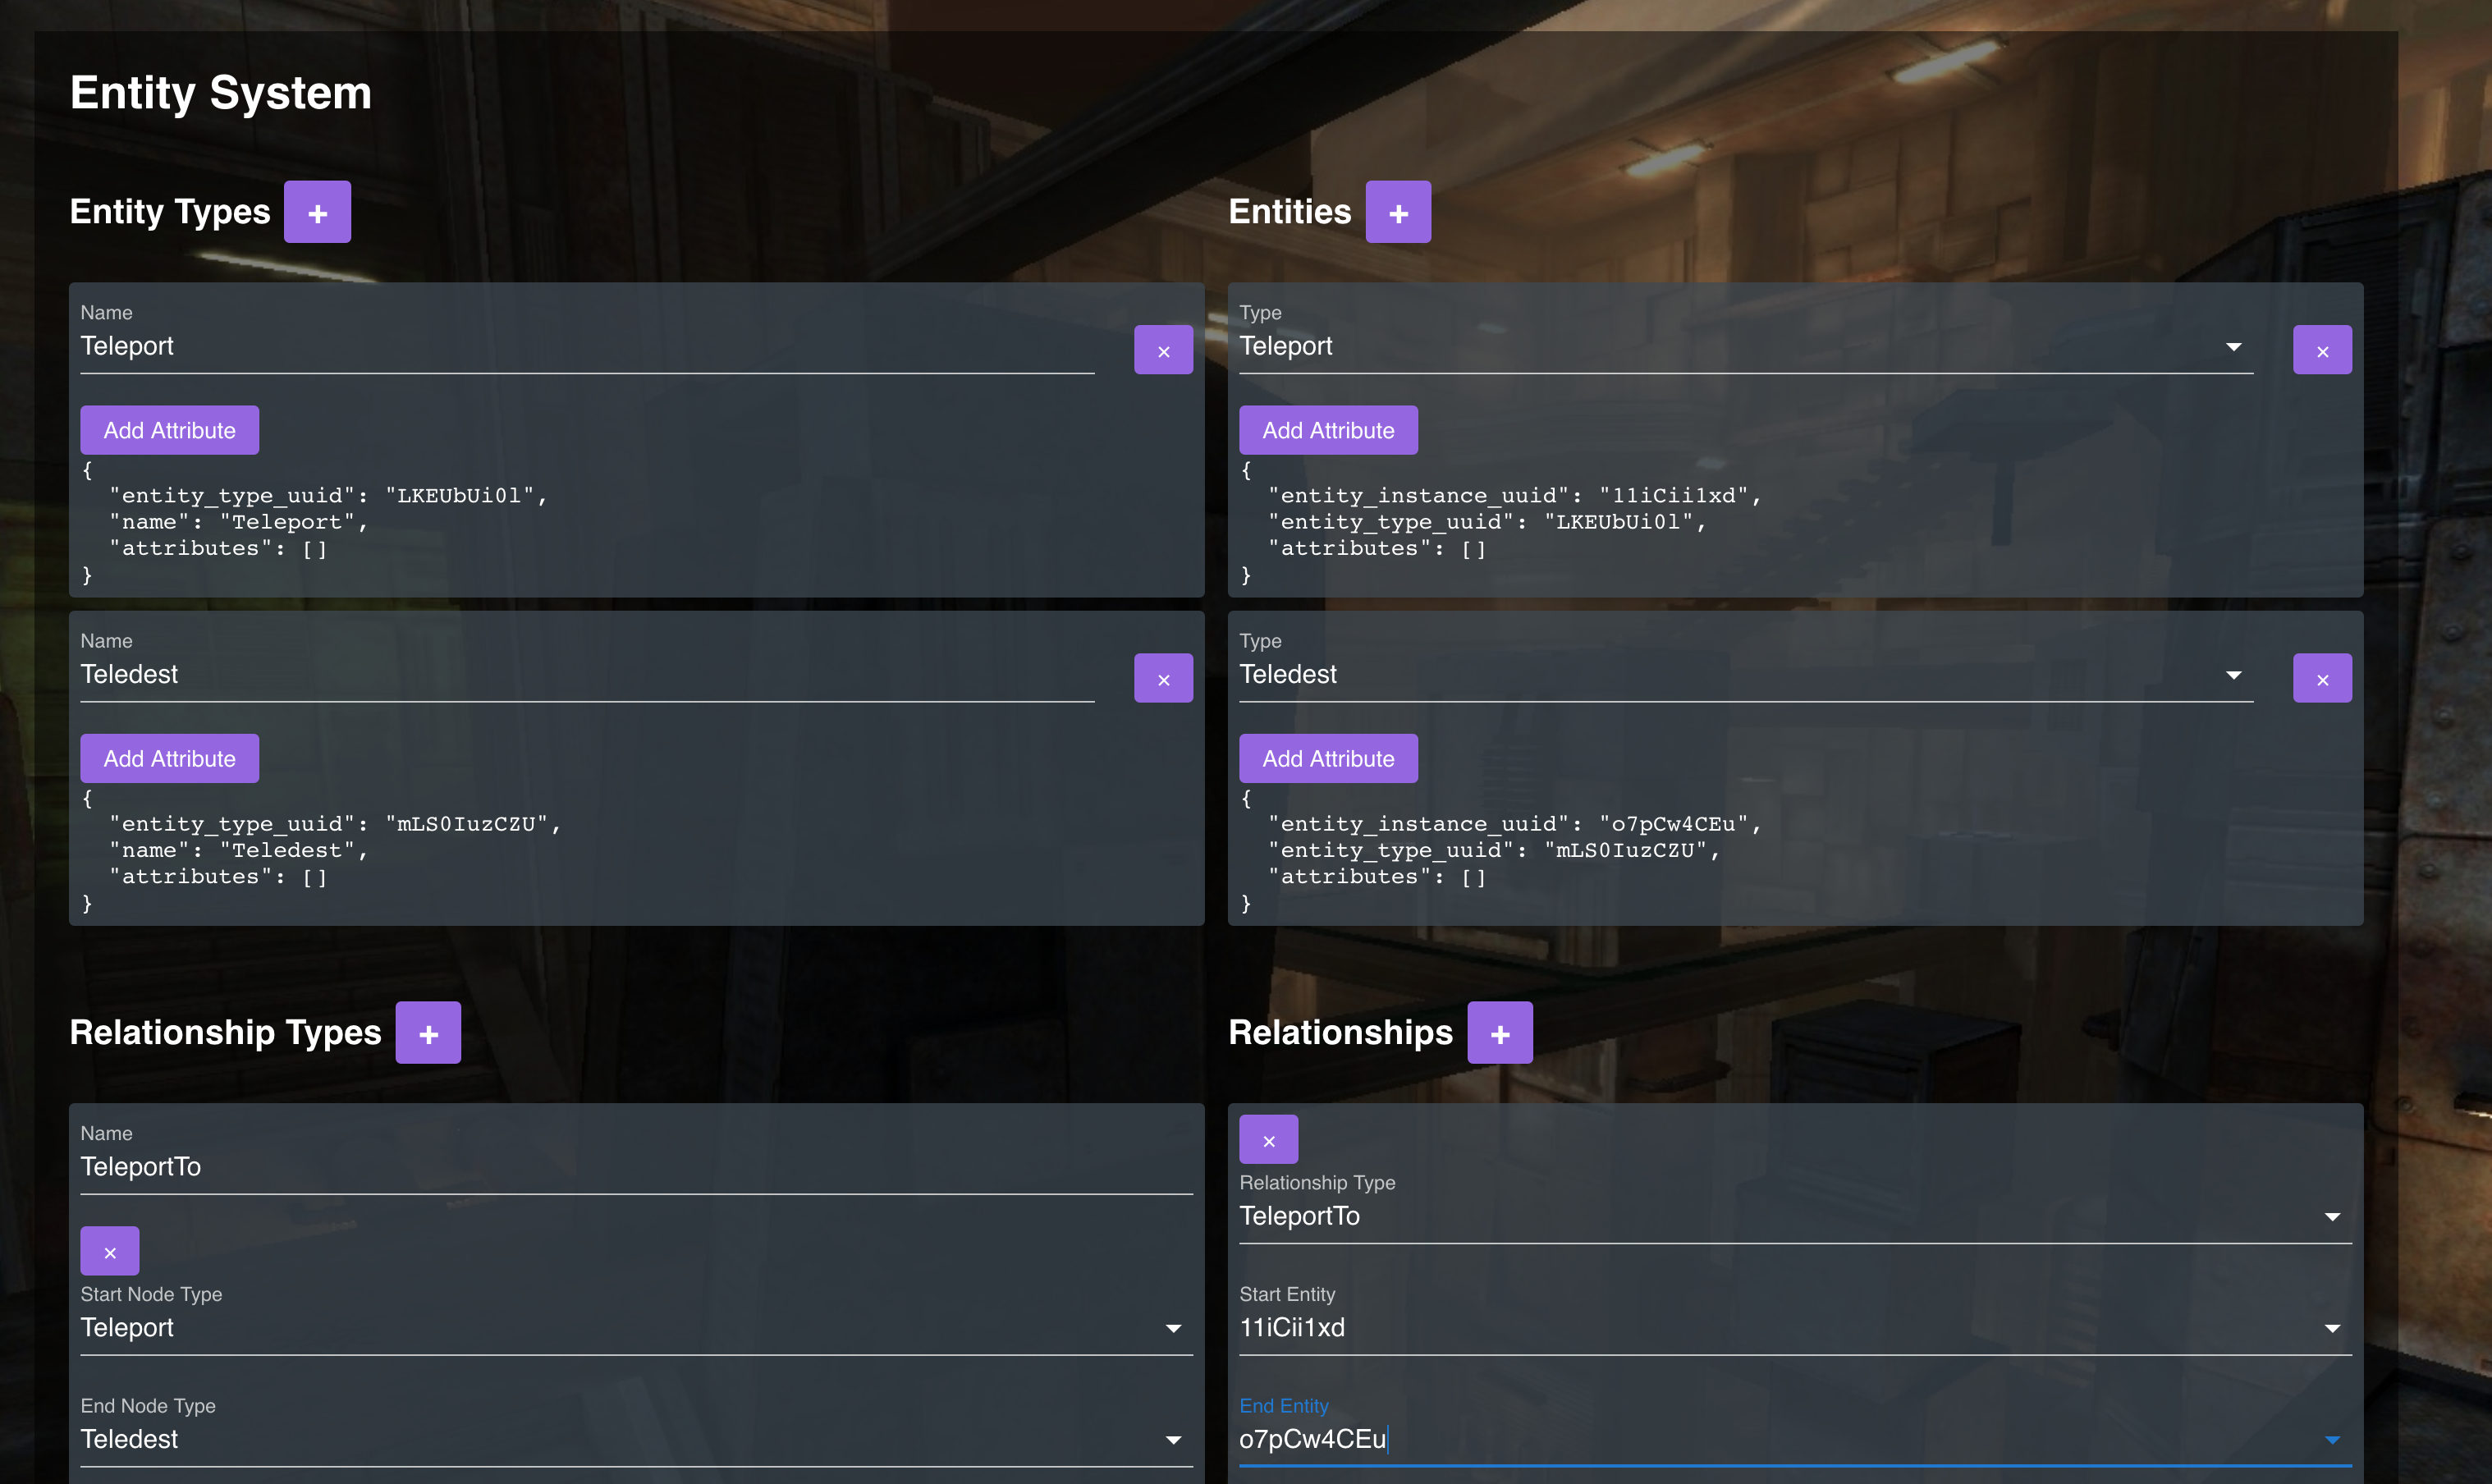 Entity System
Entity Types +
Name
Teleport
×
Add Attribute
{
"entity_type_uuid": "LKEUbUi0l",
"name": "Teleport",
"attributes": []
}
Name
Teledest
×
Add Attribute
{
"entity_type_uuid": "mLS0IuzCZU",
"name": "Teledest",
"attributes": []
}
Entities +
Type
Teleport
×
Add Attribute
{
"entity_instance_uuid": "11iCii1xd",
"entity_type_uuid": "LKEUbUi0l",
"attributes": []
}
Type
Teledest
×
Add Attribute
{
"entity_instance_uuid": "o7pCw4CEu",
"entity_type_uuid": "mLS0IuzCZU",
"attributes": []
}
Relationship Types +
Name
TeleportTo
×
Start Node Type
Teleport
End Node Type
Teledest
Relationships +
×
Relationship Type
TeleportTo
Start Entity
11iCii1xd
End Entity
o7pCw4CEu